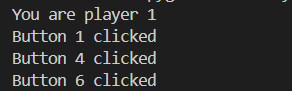 You are player 1
Button 1 clicked
Button 4 clicked
Button 6 clicked